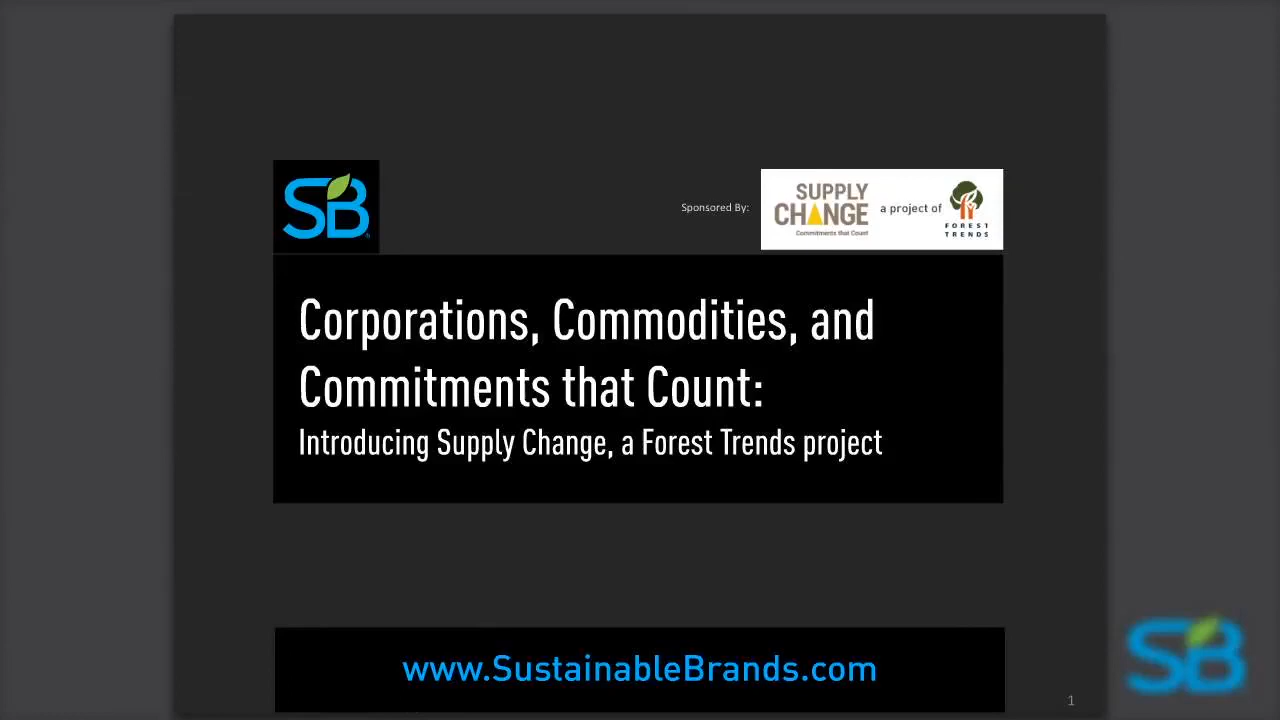 SB
Sponsored By:
SUPPLY
CHANGE
Commitments that Count
a project of
FOREST
TRENDS
Corporations, Commodities, and
Commitments that Count:
Introducing Supply Change, a Forest Trends project
www.SustainableBrands.com
1
SB